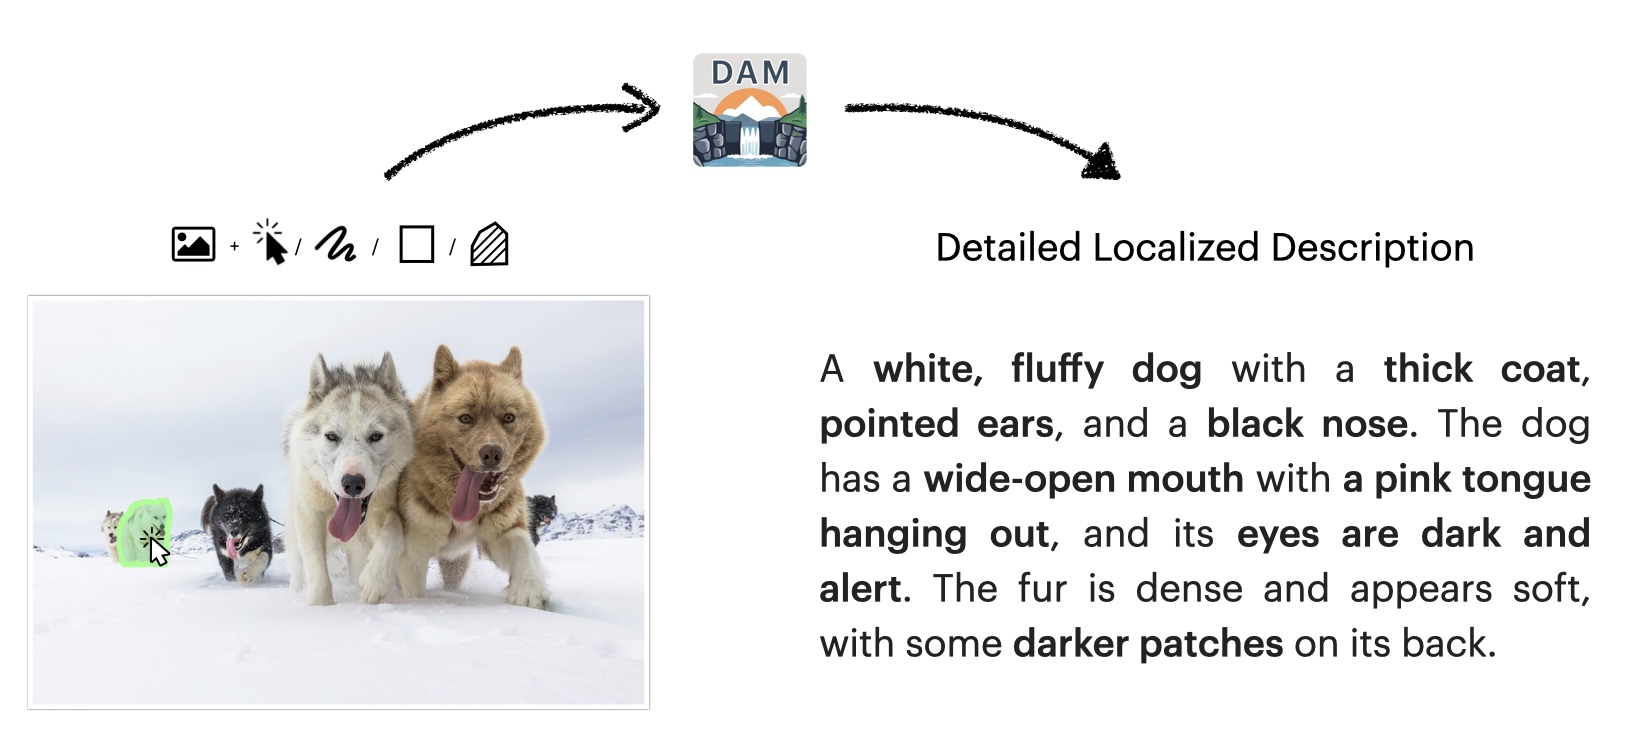 DAM
+ / / /
Detailed Localized Description
A white, fluffy dog with a thick coat,
pointed ears, and a black nose. The dog
has a wide-open mouth with a pink tongue
hanging out, and its eyes are dark and
alert. The fur is dense and appears soft,
with some darker patches on its back.